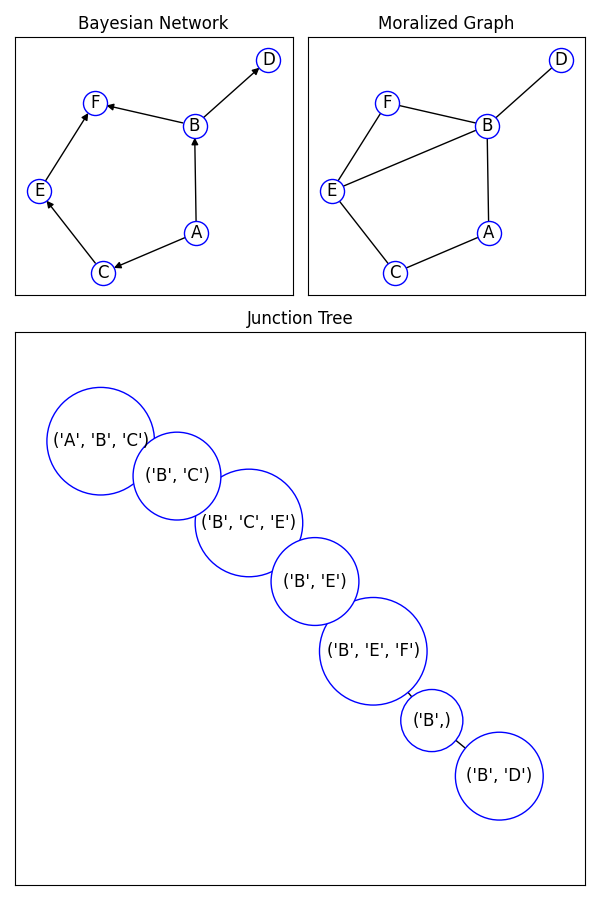 Bayesian Network
D
F
B
E
A
C
Moralized Graph
D
F
B
E
A
C
Junction Tree
('A', 'B', 'C')
('B', 'C')
('B', 'C', 'E')
('B', 'E')
('B', 'E', 'F')
('B',)
('B', 'D')